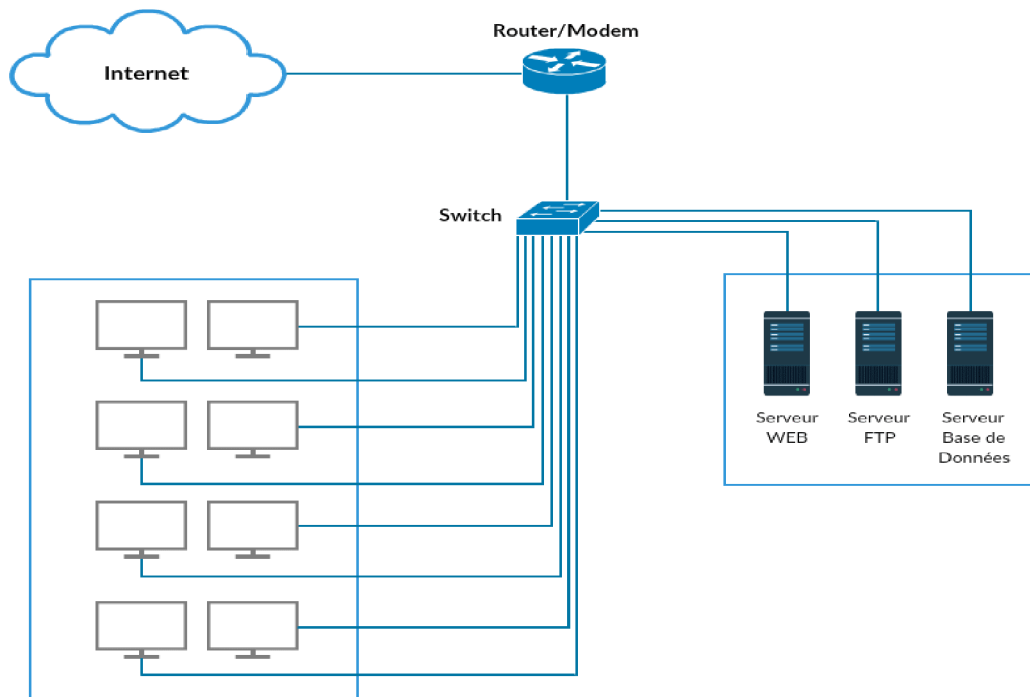 Router/Modem
Internet
Switch
Serveur
WEB
Serveur
FTP
Serveur
Base de
Données